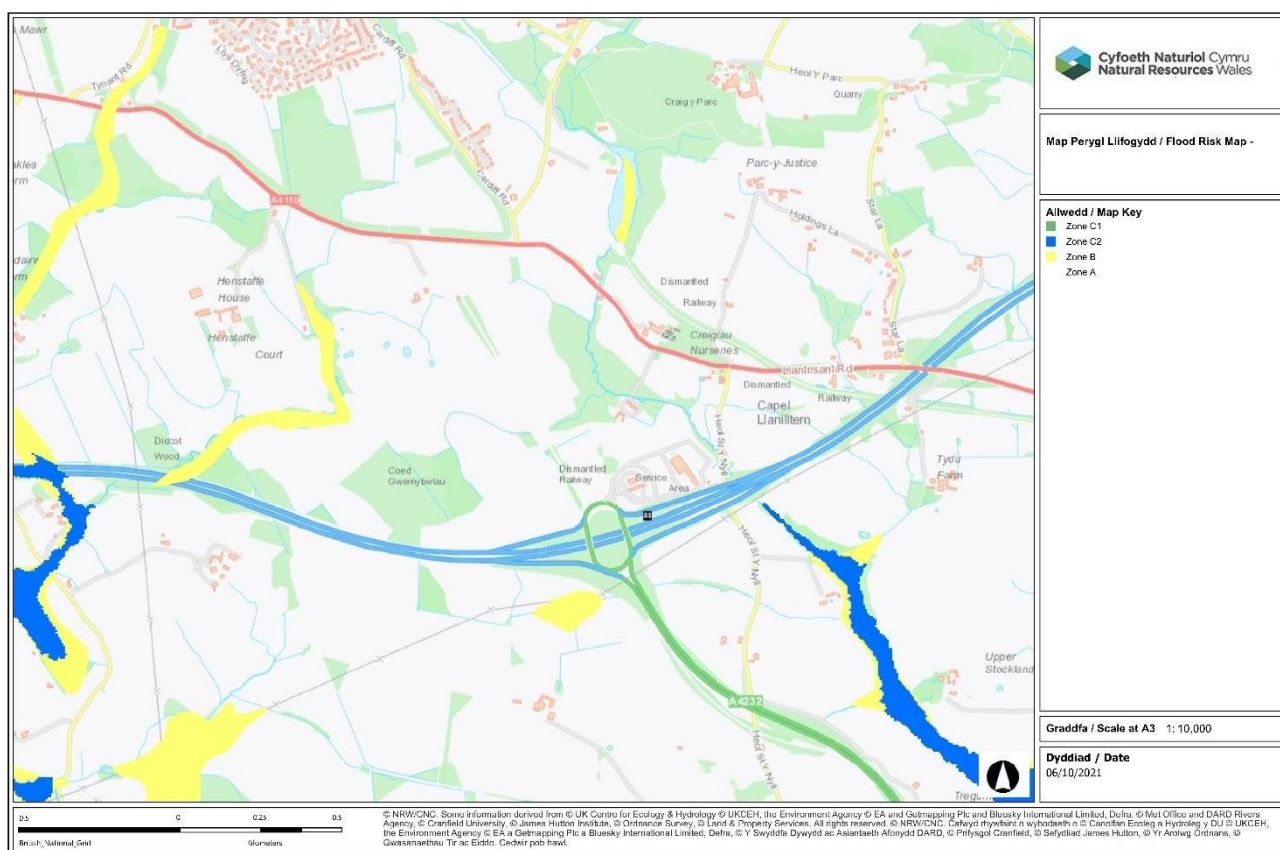 Mawr
Tynant Rd
Llys Dyfrig
Cardiff Rd
Heol Y Parc
Quarry
Craig y Parc
Parc-y-Justice
Cardiff Rd
Holdings La
Star La
A4119
Henstaffe
House
Henstaffe
Court
Dismantled
Railway
Creigiau
Nurseries
Star La
Llantrisant Rd
Dismantled
Railway
Capel
Llanilltern
Heol St Y Nyll
Didcot
Wood
Coed
Gwernybwlau
Dismantled
Railway
Service
Area
33
Tydu
Farm
Heol St Y Nyll
Upper
Stockland
A4232
Heol St Y Nyll
Cyfoeth Naturiol Cymru
Natural Resources Wales
Map Perygl Llifogydd / Flood Risk Map -
Allwedd / Map Key
Zone C1
Zone C2
Zone B
Zone A
Graddfa / Scale at A3 1: 10,000
Dyddiad / Date
06/10/2021
0.5 0 0.25 0.5
British_National_Grid Kilometers
© NRW/CNC. Some information derived from © UK Centre for Ecology & Hydrology © UKCEH, the Environment Agency © EA and Getmapping Plc and Bluesky International Limited, Defra, © Met Office and DARD Rivers
Agency, © Cranfield University, © James Hutton Institute, © Ordnance Survey, © Land & Property Services. All rights reserved. © NRW/CNC. Cafwyd rhywfaint o wybodaeth o © Canolfan Ecoleg a Hydroleg y DU © UKCEH,
the Environment Agency © EA a Getmapping Plc a Bluesky International Limited, Defra, © Y Swyddfa Dywydd ac Asiantaeth Afonydd DARD, © Prifysgol Cranfield, © Sefydliad James Hutton, © Yr Arolwg Ordnans, ©
Gwasanaethau Tir ac Eiddo. Cedwir pob hawl.